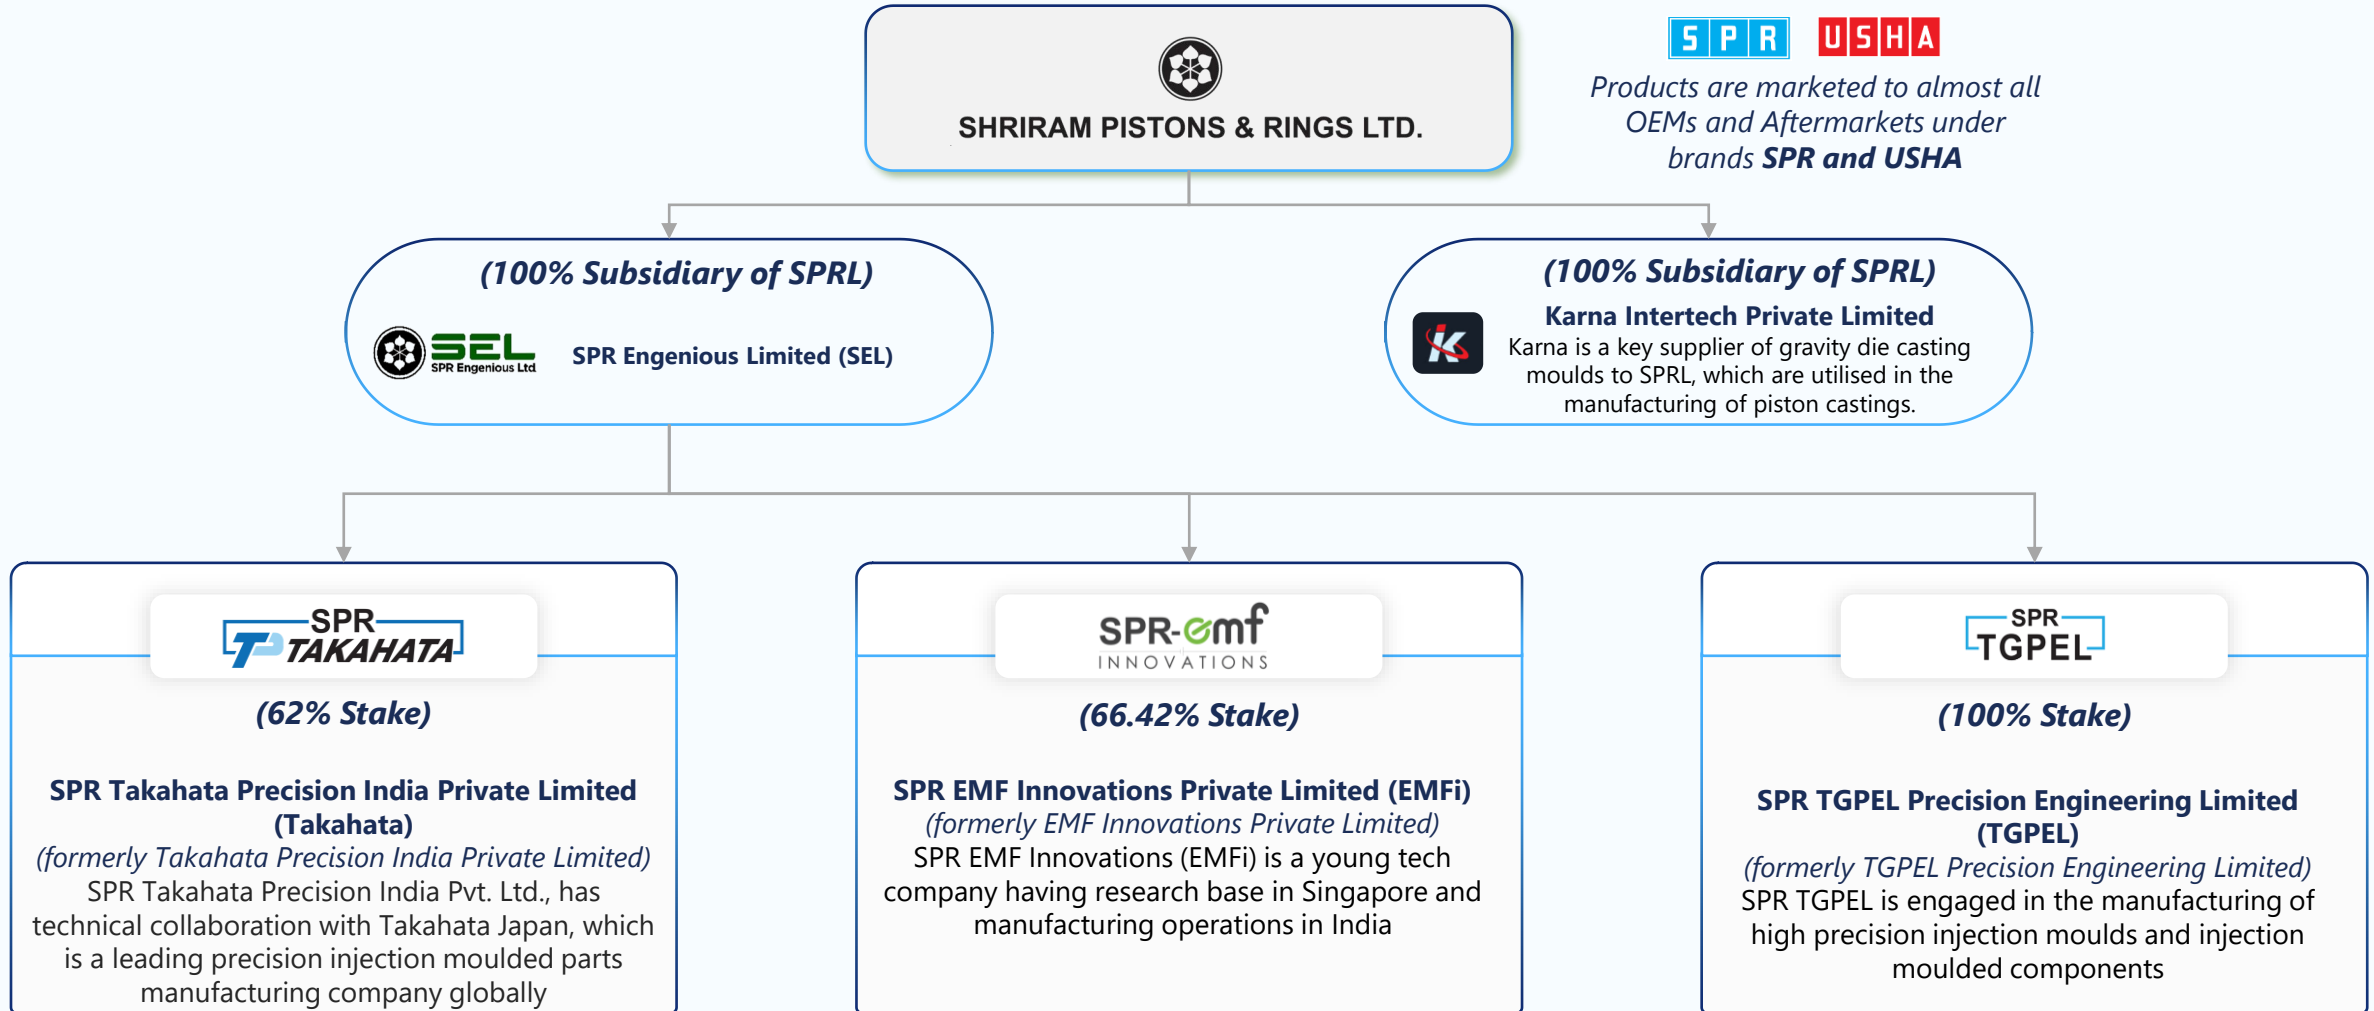 SHRIRAM PISTONS & RINGS LTD.
SPR USHA
Products are marketed to almost all
OEMs and Aftermarkets under
brands SPR and USHA
(100% Subsidiary of SPRL)
SEL
SPR Engenious Ltd
SPR Engenious Limited (SEL)
(100% Subsidiary of SPRL)
K
Karna Intertech Private Limited
Karna is a key supplier of gravity die casting
moulds to SPRL, which are utilised in the
manufacturing of piston castings.
SPR
TP TAKAHATA
(62% Stake)
SPR Takahata Precision India Private Limited
(Takahata)
(formerly Takahata Precision India Private Limited)
SPR Takahata Precision India Pvt. Ltd., has
technical collaboration with Takahata Japan, which
is a leading precision injection moulded parts
manufacturing company globally
SPR-emf
INNOVATIONS
(66.42% Stake)
SPR EMF Innovations Private Limited (EMFi)
(formerly EMF Innovations Private Limited)
SPR EMF Innovations (EMFi) is a young tech
company having research base in Singapore and
manufacturing operations in India
SPR
TGPEL
(100% Stake)
SPR TGPEL Precision Engineering Limited
(TGPEL)
(formerly TGPEL Precision Engineering Limited)
SPR TGPEL is engaged in the manufacturing of
high precision injection moulds and injection
moulded components